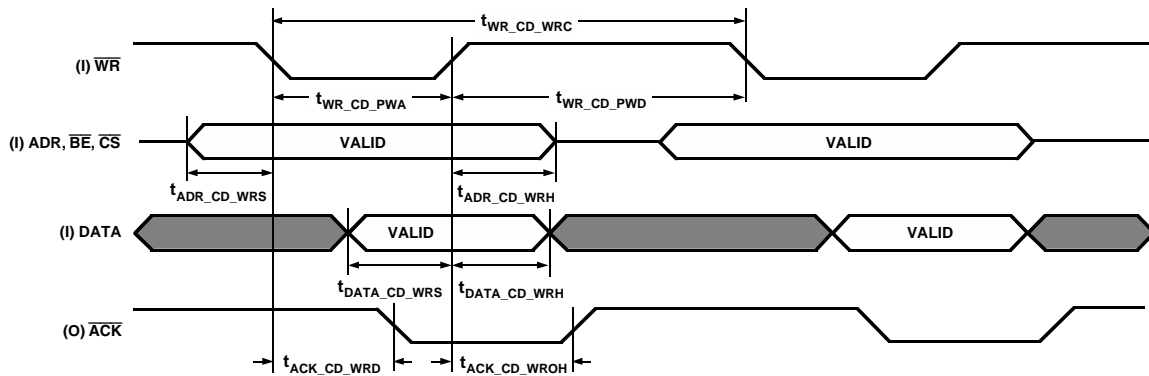 tWR_CD_WRC
(I) WR
tWR_CD_PWA tWR_CD_PWD
(I) ADR, BE, CS VALID VALID
tADR_CD_WRS tADR_CD_WRH
(I) DATA VALID VALID
tDATA_CD_WRS tDATA_CD_WRH
(O) ACK
tACK_CD_WRD tACK_CD_WROH